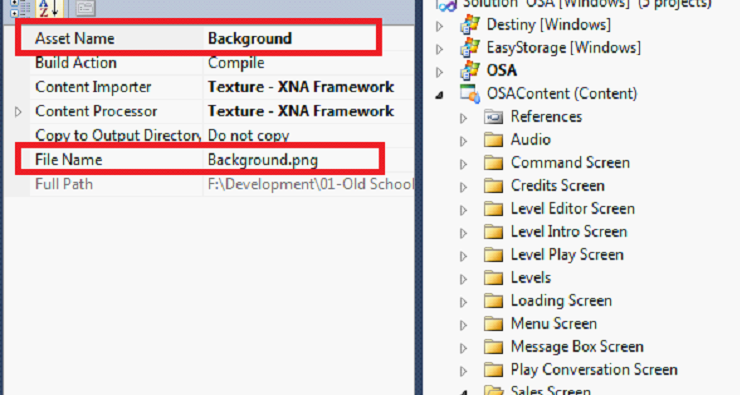 Solution 'OSA [Windows]' (5 projects)
Asset Name Background
Build Action Compile
Content Importer Texture - XNA Framework
Content Processor Texture - XNA Framework
Copy to Output Directory Do not copy
File Name Background.png
Full Path F:\Development\01-Old School
Destiny [Windows]
EasyStorage [Windows]
OSA
OSAContent (Content)
References
Audio
Command Screen
Credits Screen
Level Editor Screen
Level Intro Screen
Level Play Screen
Levels
Loading Screen
Menu Screen
Message Box Screen
Play Conversation Screen
Sales Screen